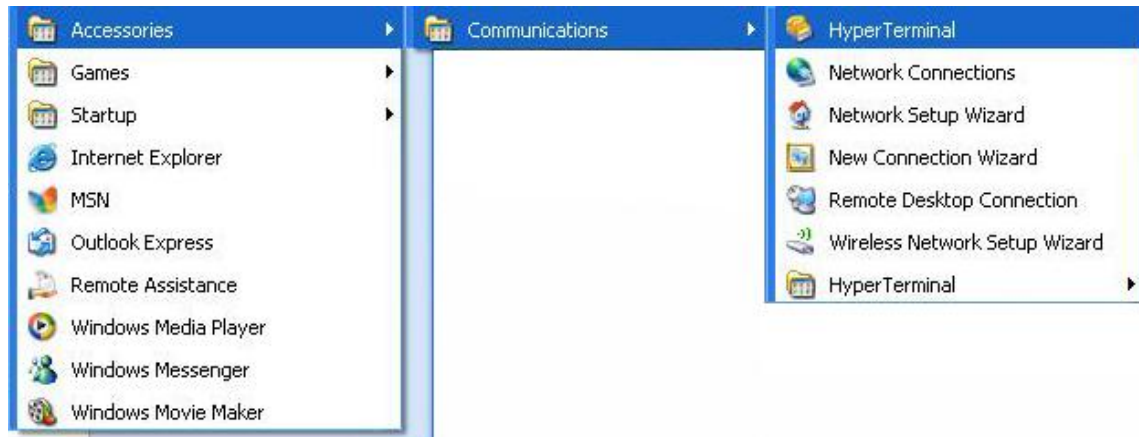 Accessories
Games
Startup
Internet Explorer
MSN
Outlook Express
Remote Assistance
Windows Media Player
Windows Messenger
Windows Movie Maker
Communications
HyperTerminal
Network Connections
Network Setup Wizard
New Connection Wizard
Remote Desktop Connection
Wireless Network Setup Wizard
HyperTerminal